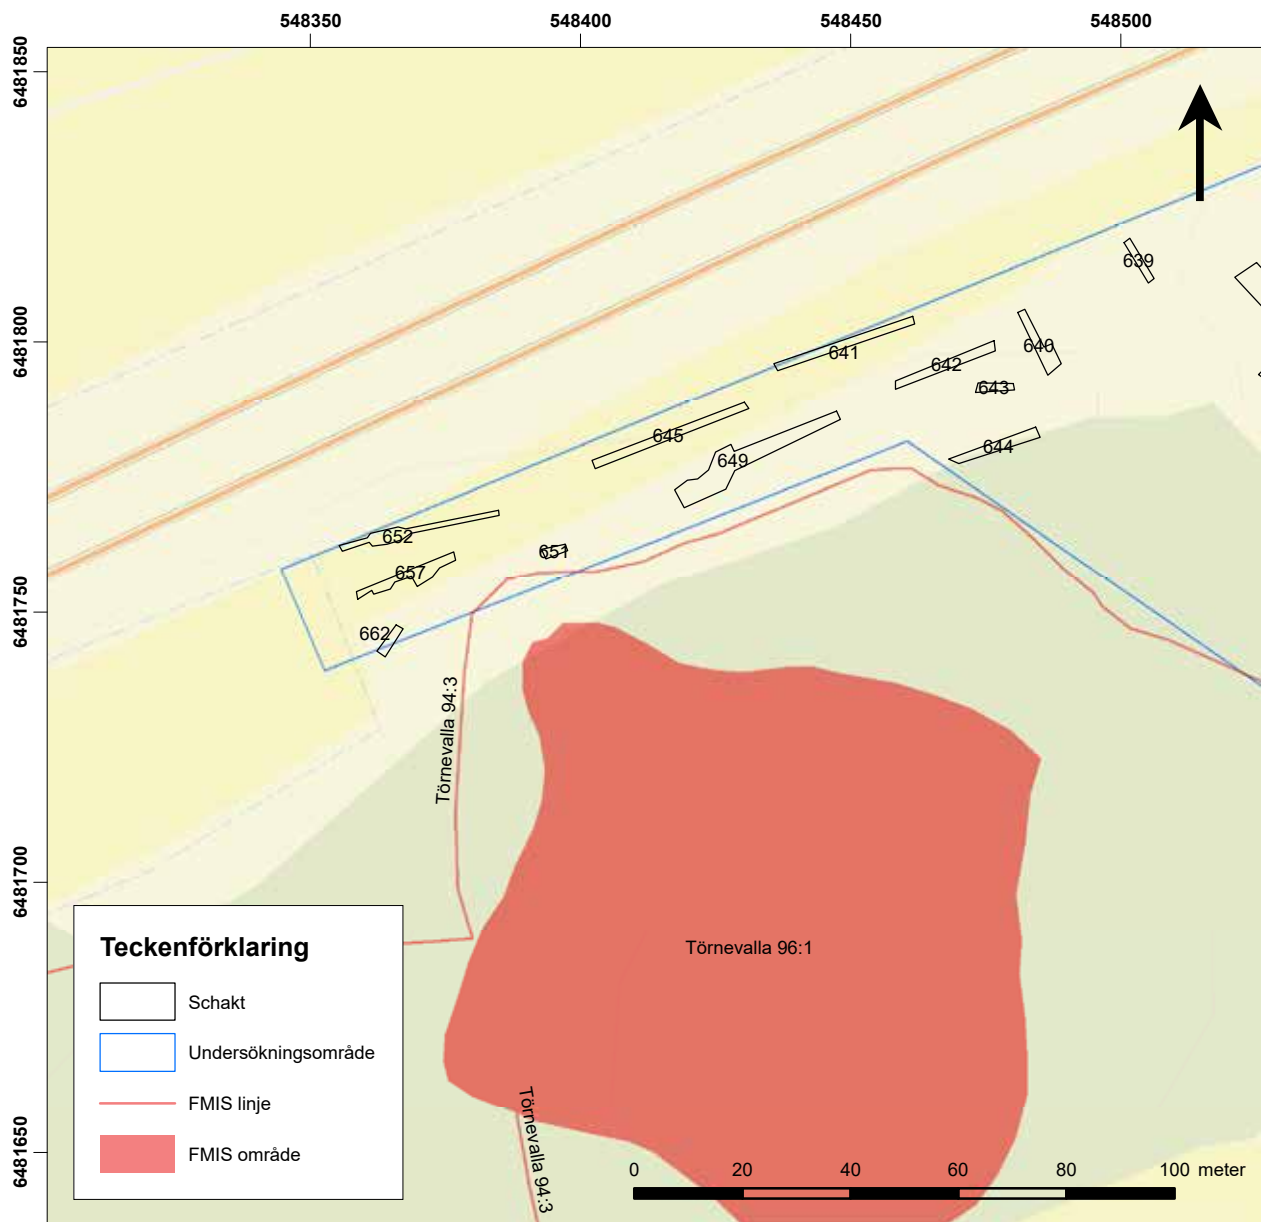 548350 548400 548450 548500
6481850
6481800
6481750
6481700
6481650
639
640
641
642
643
645
644
649
652
651
657
662
Törnevalla 94:3
Törnevalla 96:1
Törnevalla 94:3
Teckenförklaring
Schakt
Undersökningsområde
FMIS linje
FMIS område
0 20 40 60 80 100 meter